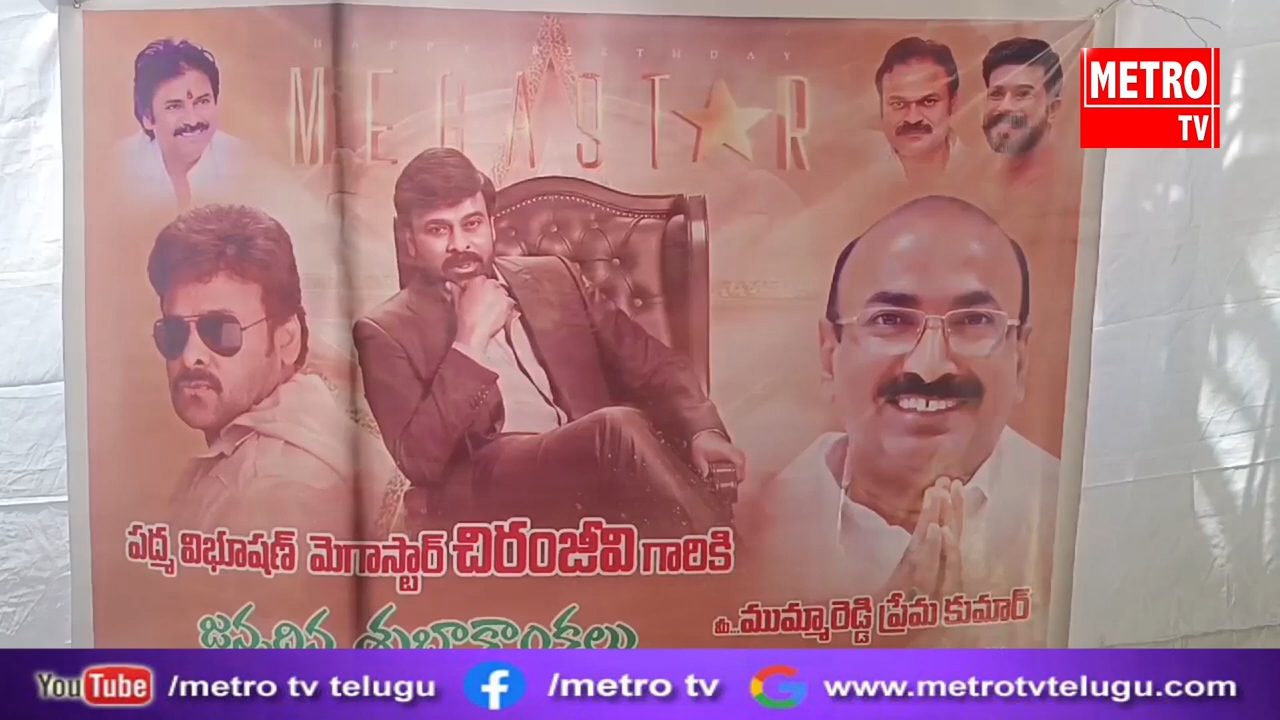 HAPPY BIRTHDAY
MEGASTAR
METRO
TV
పద్మ విభూషణ్ మెగాస్టార్ చిరంజీవి గారికి
జన్మదిన శుభాకాంక్షలు
మీ... ముమ్మారెడ్డి ప్రేమ కుమార్
YouTube /metro tv telugu f /metro tv G www.metrotvtelugu.com